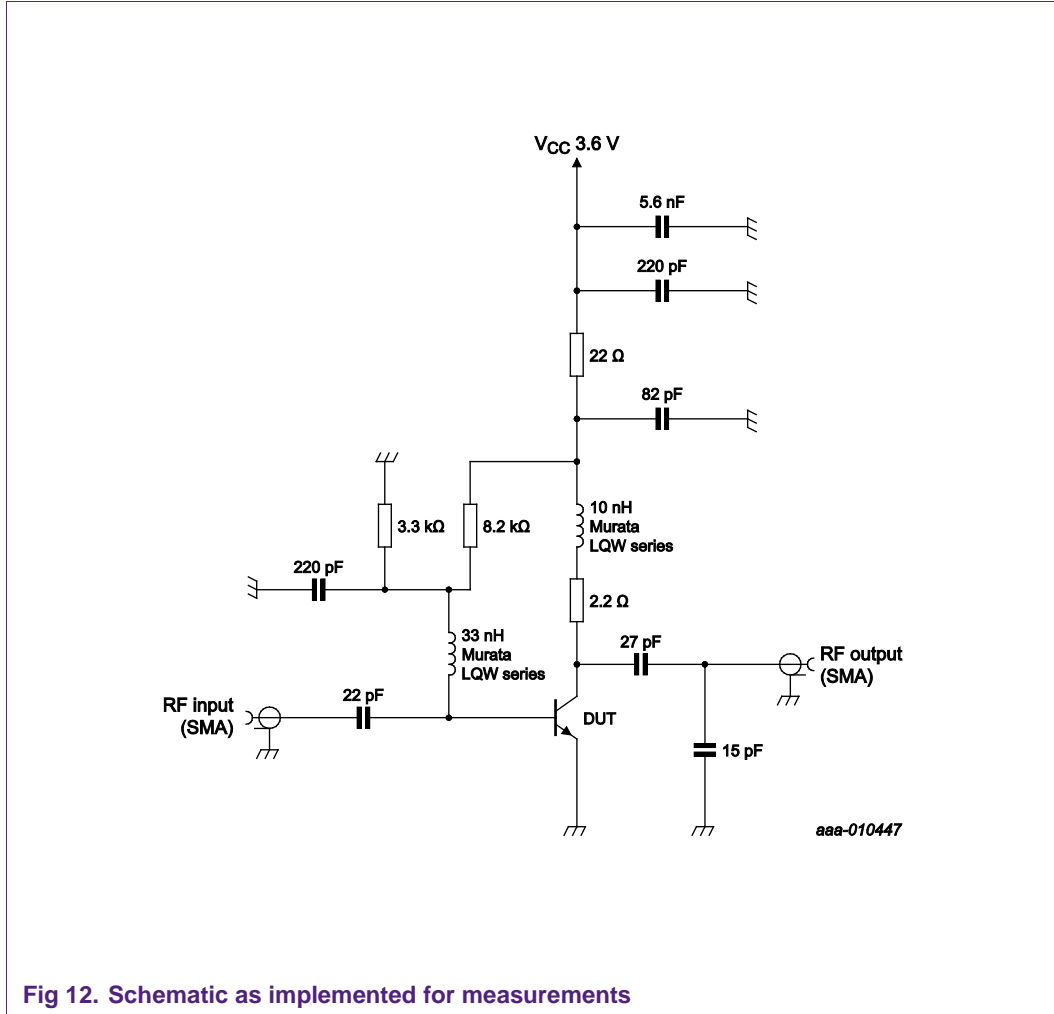 V_CC 3.6 V
5.6 nF
220 pF
22 Ω
82 pF
3.3 kΩ
8.2 kΩ
10 nH
Murata
LQW series
220 pF
2.2 Ω
33 nH
Murata
LQW series
27 pF
RF output
(SMA)
22 pF
RF input
(SMA)
DUT
15 pF
aaa-010447
Fig 12. Schematic as implemented for measurements